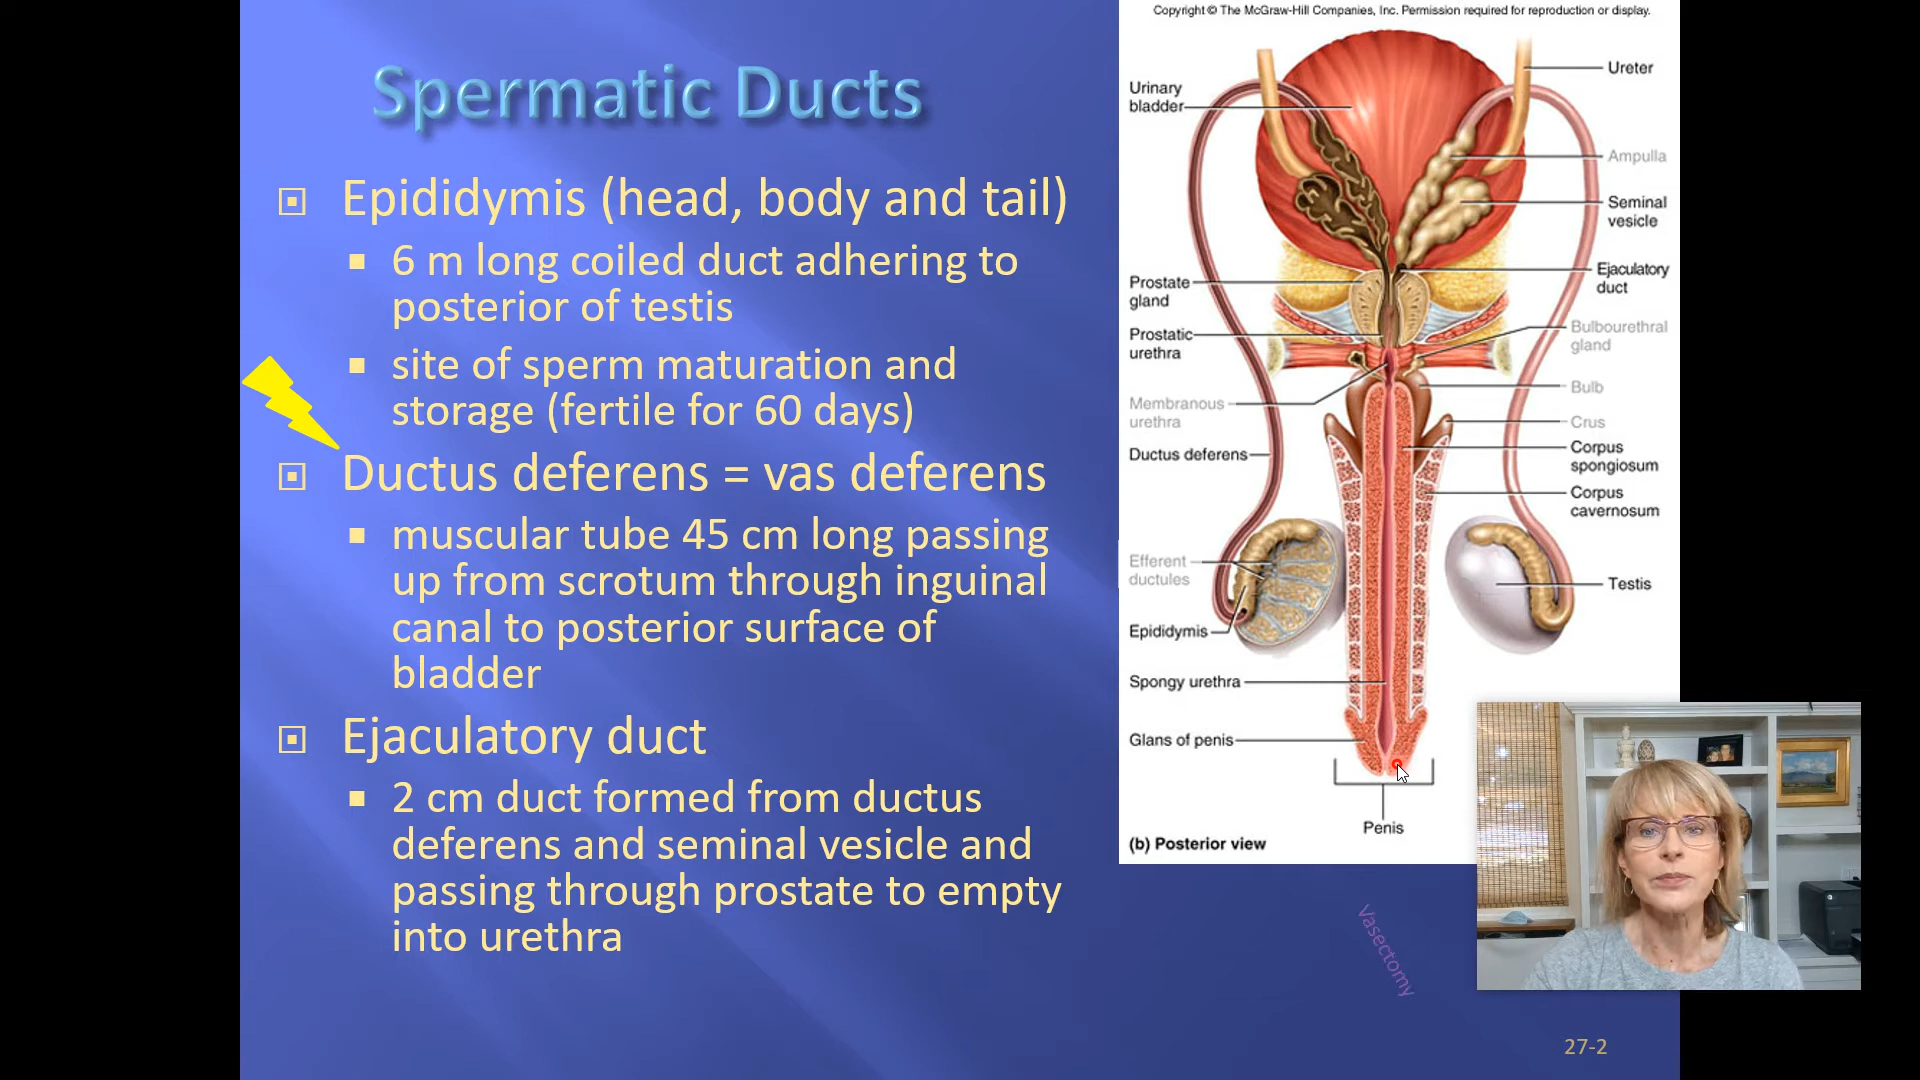 Spermatic Ducts
Epididymis (head, body and tail)
6 m long coiled duct adhering to
posterior of testis
site of sperm maturation and
storage (fertile for 60 days)
Ductus deferens = vas deferens
muscular tube 45 cm long passing
up from scrotum through inguinal
canal to posterior surface of
bladder
Ejaculatory duct
2 cm duct formed from ductus
deferens and seminal vesicle and
passing through prostate to empty
into urethra
Copyright © The McGraw-Hill Companies, Inc. Permission required for reproduction or display.
Urinary
bladder
Prostate
gland
Prostatic
urethra
Membranous
urethra
Ductus deferens
Efferent
ductules
Epididymis
Spongy urethra
Glans of penis
Ureter
Ampulla
Seminal
vesicle
Ejaculatory
duct
Bulbourethral
gland
Bulb
Crus
Corpus
spongiosum
Corpus
cavernosum
Testis
Penis
(b) Posterior view
Vasectomy
27-2